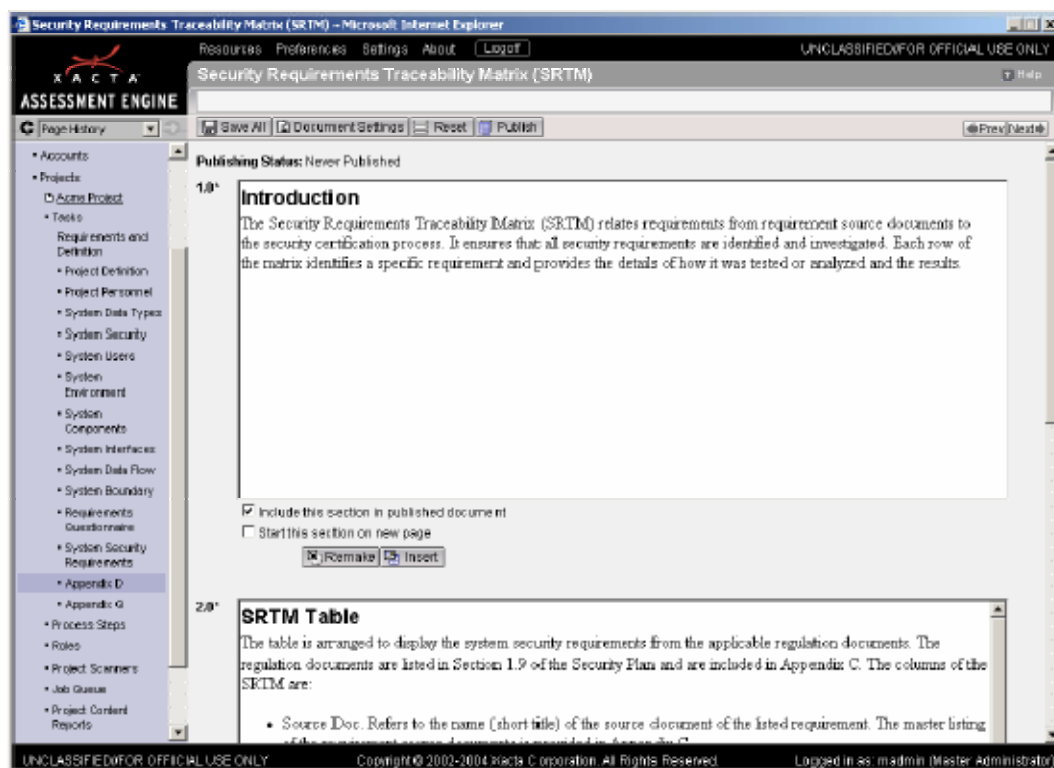 Security Requirements Traceability Matrix (SRTM) - Microsoft Internet Explorer
Resources Preferences Settings About Logoff UNCLASSIFIED/FOR OFFICIAL USE ONLY
XACTA
ASSESSMENT ENGINE
Security Requirements Traceability Matrix (SRTM) Help
Page History
Save All Document Settings Reset Publish Prev Next
Accounts
Projects
Acme Project
Tasks
Requirements and
Definition
Project Definition
Project Personnel
System Data Types
System Security
System Users
System
Environment
System
Components
System Interfaces
System Data Flow
System Boundary
Requirements
Questionnaire
System Security
Requirements
Appendix D
Appendix G
Process Steps
Roles
Project Scanners
Job Queue
Project Content
Reports
Publishing Status: Never Published
1.0*
Introduction
The Security Requirements Traceability Matrix (SRTM) relates requirements from requirement source documents to
the security certification process. It ensures that all security requirements are identified and investigated. Each row of
the matrix identifies a specific requirement and provides the details of how it was tested or analyzed and the results.
Include this section in published document
Start this section on new page
Remake Insert
2.0*
SRTM Table
The table is arranged to display the system security requirements from the applicable regulation documents. The
regulation documents are listed in Section 1.9 of the Security Plan and are included in Appendix C. The columns of the
SRTM are:
• Source Doc. Refers to the name (short title) of the source document of the listed requirement. The master listing
of the requirement source documents is provided in Appendix C
UNCLASSIFIED/FOR OFFICIAL USE ONLY Copyright © 2002-2004 Xacta Corporation. All Rights Reserved. Logged in as: madmin (Master Administrator)